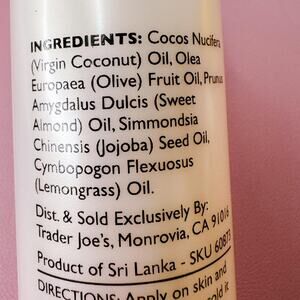 INGREDIENTS: Cocos Nucifera
(Virgin Coconut) Oil, Olea
Europaea (Olive) Fruit Oil, Prunus
Amygdalus Dulcis (Sweet
Almond) Oil, Simmondsia
Chinensis (Jojoba) Seed Oil,
Cymbopogon Flexuosus
(Lemongrass) Oil.
Dist. & Sold Exclusively By:
Trader Joe's, Monrovia, CA 91016
Product of Sri Lanka - SKU 60873
DIRECTIONS: Apply on skin and